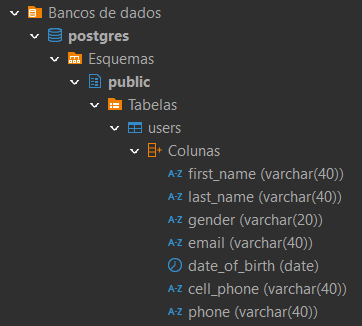 Bancos de dados
postgres
Esquemas
public
Tabelas
users
Colunas
A-Z first_name (varchar(40))
A-Z last_name (varchar(40))
A-Z gender (varchar(20))
A-Z email (varchar(40))
date_of_birth (date)
A-Z cell_phone (varchar(40))
A-Z phone (varchar(40))